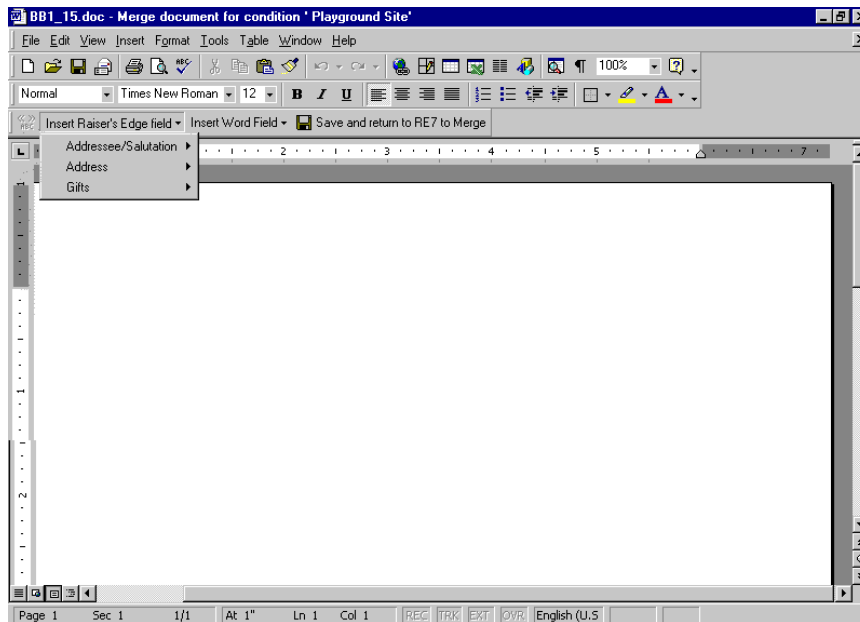 BB1_15.doc - Merge document for condition ' Playground Site'
File Edit View Insert Format Tools Table Window Help
100%
Normal Times New Roman 12 B I U A
Insert Raiser's Edge field Insert Word Field Save and return to RE7 to Merge
Addressee/Salutation
Address
Gifts
2 3 4 5 7
1
2
Page 1 Sec 1 1/1 At 1" Ln 1 Col 1 REC TRK EXT OVR English (U.S